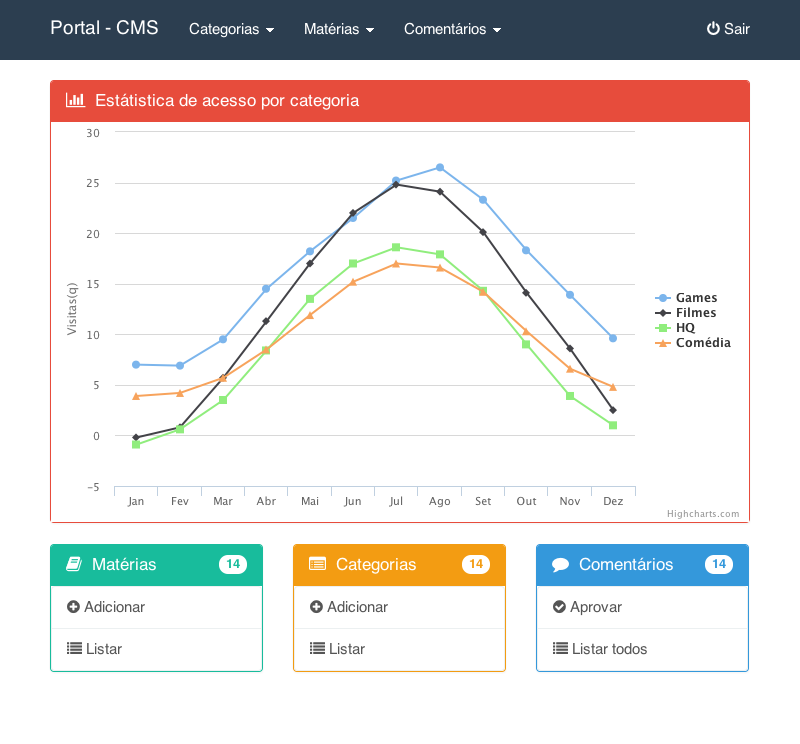 Portal - CMS Categorias Matérias Comentários Sair
Estátistica de acesso por categoria
30
25
20
15
10
5
0
-5
Visitas(q)
Jan Fev Mar Abr Mai Jun Jul Ago Set Out Nov Dez
Games
Filmes
HQ
Comédia
Highcharts.com
Matérias 14
Adicionar
Listar
Categorias 14
Adicionar
Listar
Comentários 14
Aprovar
Listar todos